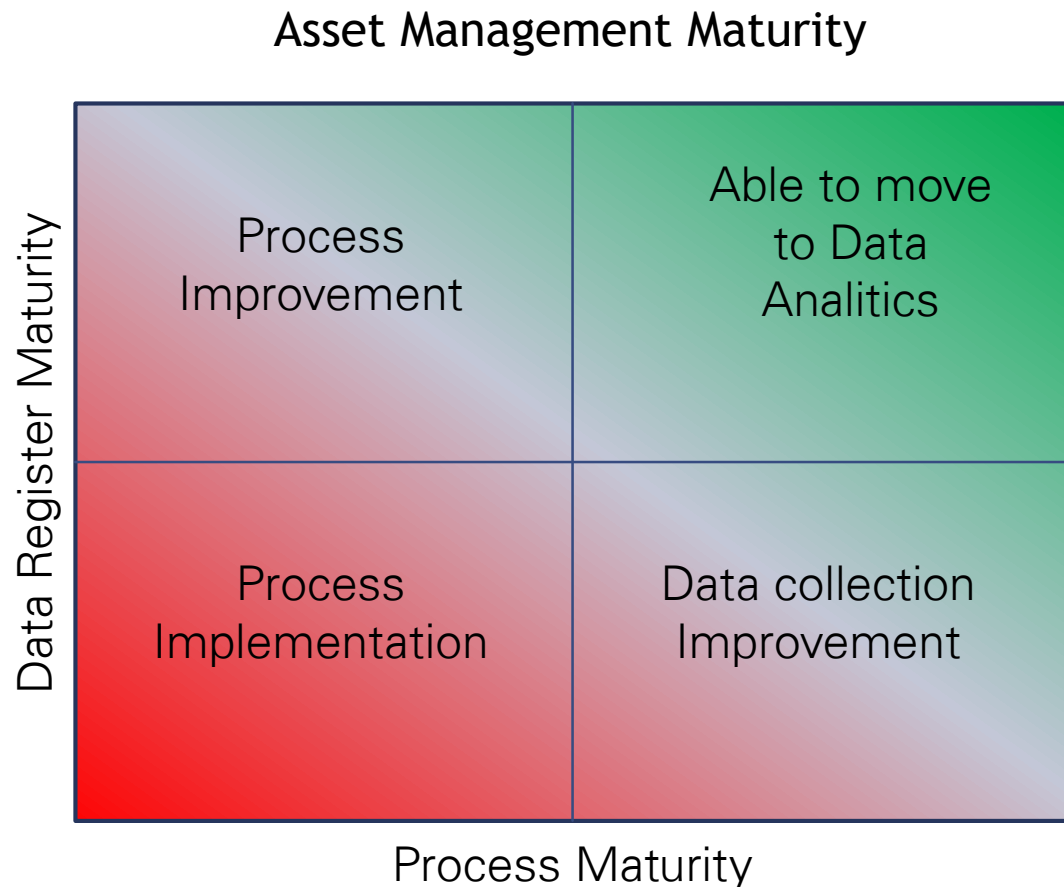 Asset Management Maturity
Data Register Maturity
Process
Improvement
Able to move
to Data
Analitics
Process
Implementation
Data collection
Improvement
Process Maturity